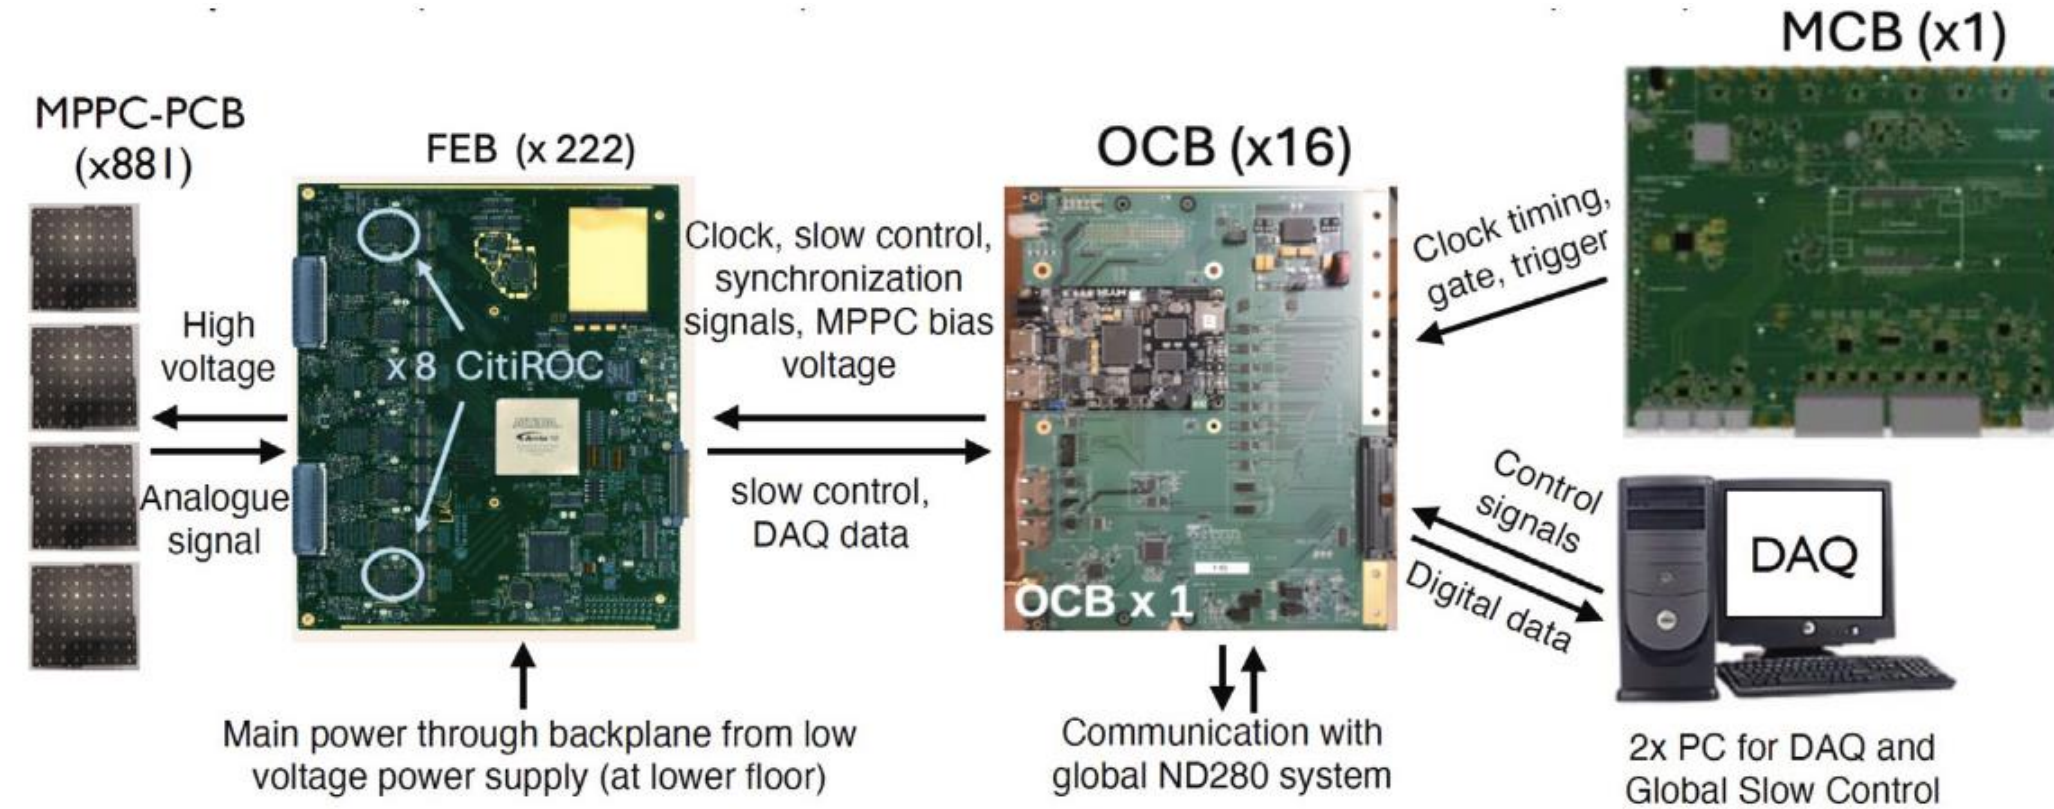 MCB (x1)
MPPC-PCB
(x881)
FEB (x 222)
OCB (x16)
High
voltage
Analogue
signal
x 8 CitiROC
Clock, slow control,
synchronization
signals, MPPC bias
voltage
slow control,
DAQ data
OCB x 1
Clock timing,
gate, trigger
Control
signals
Digital data
DAQ
Main power through backplane from low
voltage power supply (at lower floor)
Communication with
global ND280 system
2x PC for DAQ and
Global Slow Control